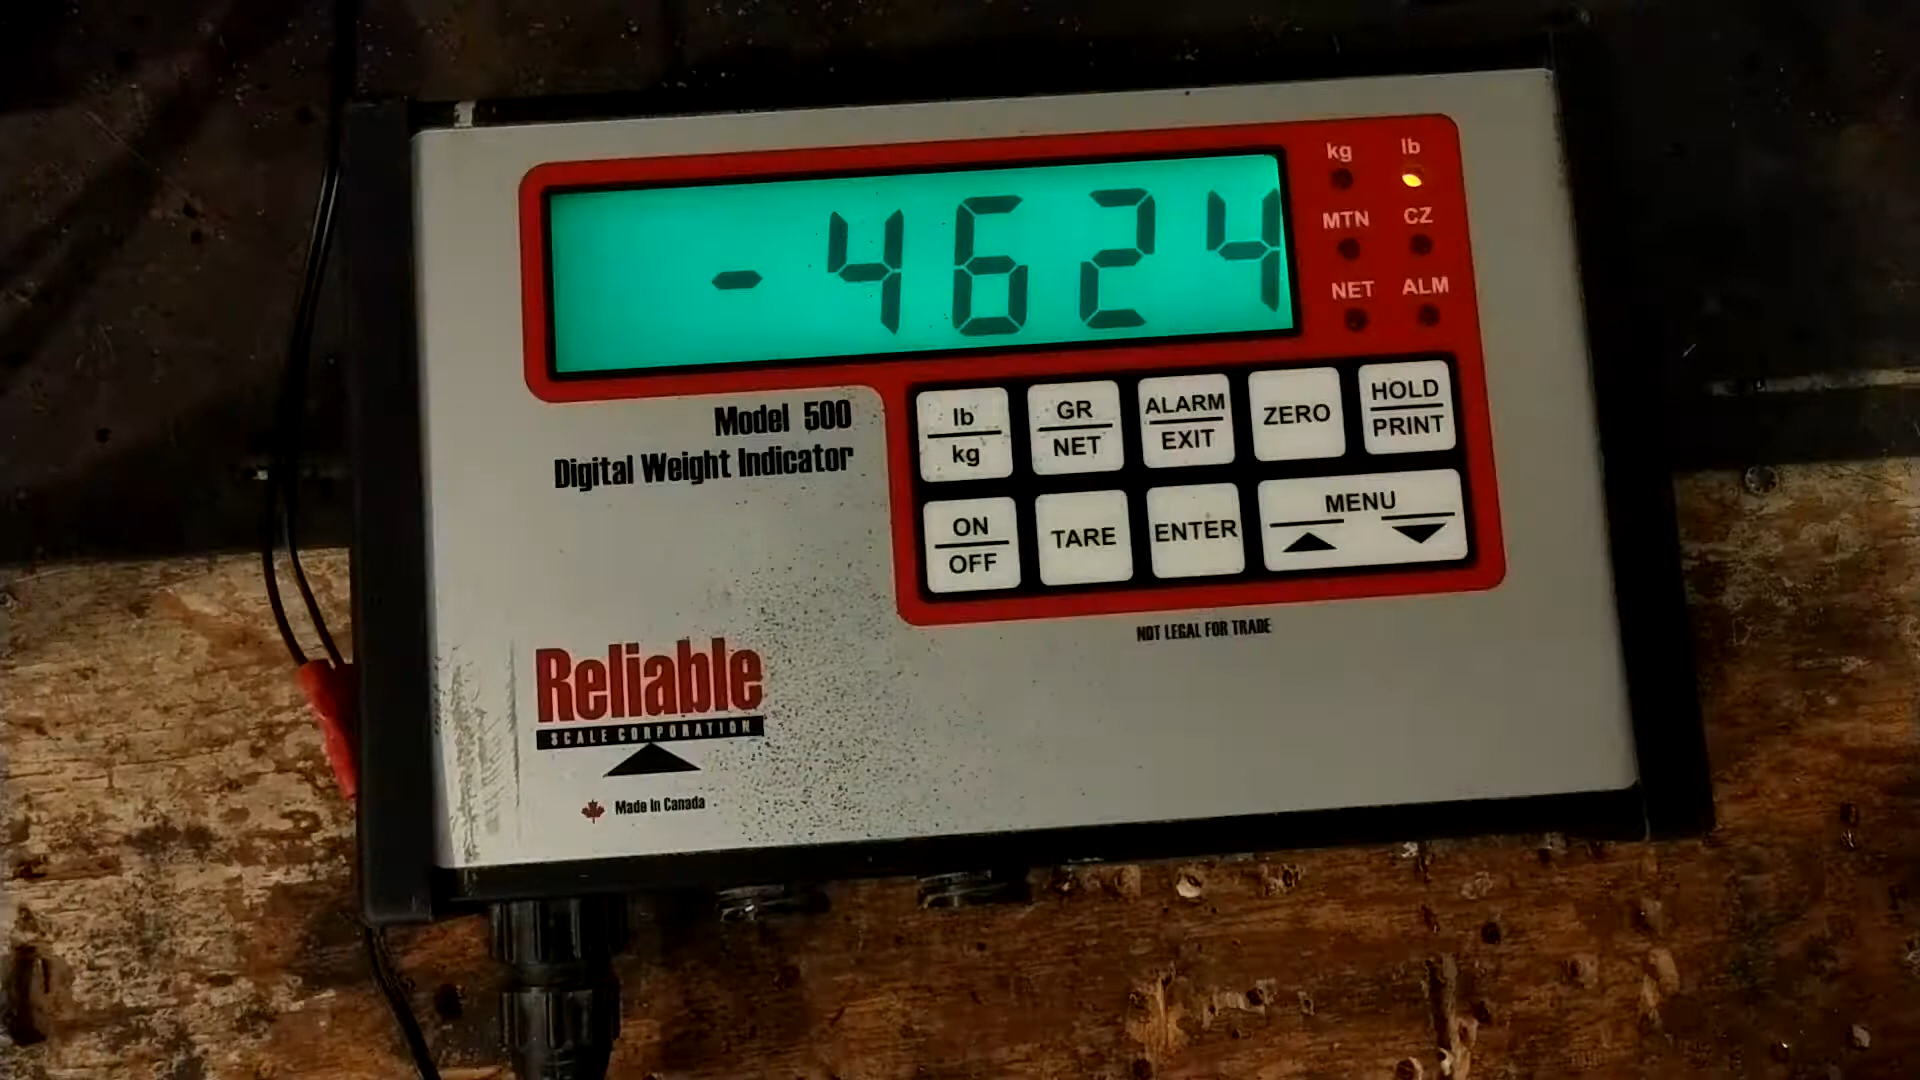 -4624
kg lb
MTN CZ
NET ALM
Model 500
Digital Weight Indicator
lb
kg
GR
NET
ALARM
EXIT
ZERO
HOLD
PRINT
ON
OFF
TARE
ENTER
MENU
NOT LEGAL FOR TRADE
Reliable
SCALE CORPORATION
Made in Canada